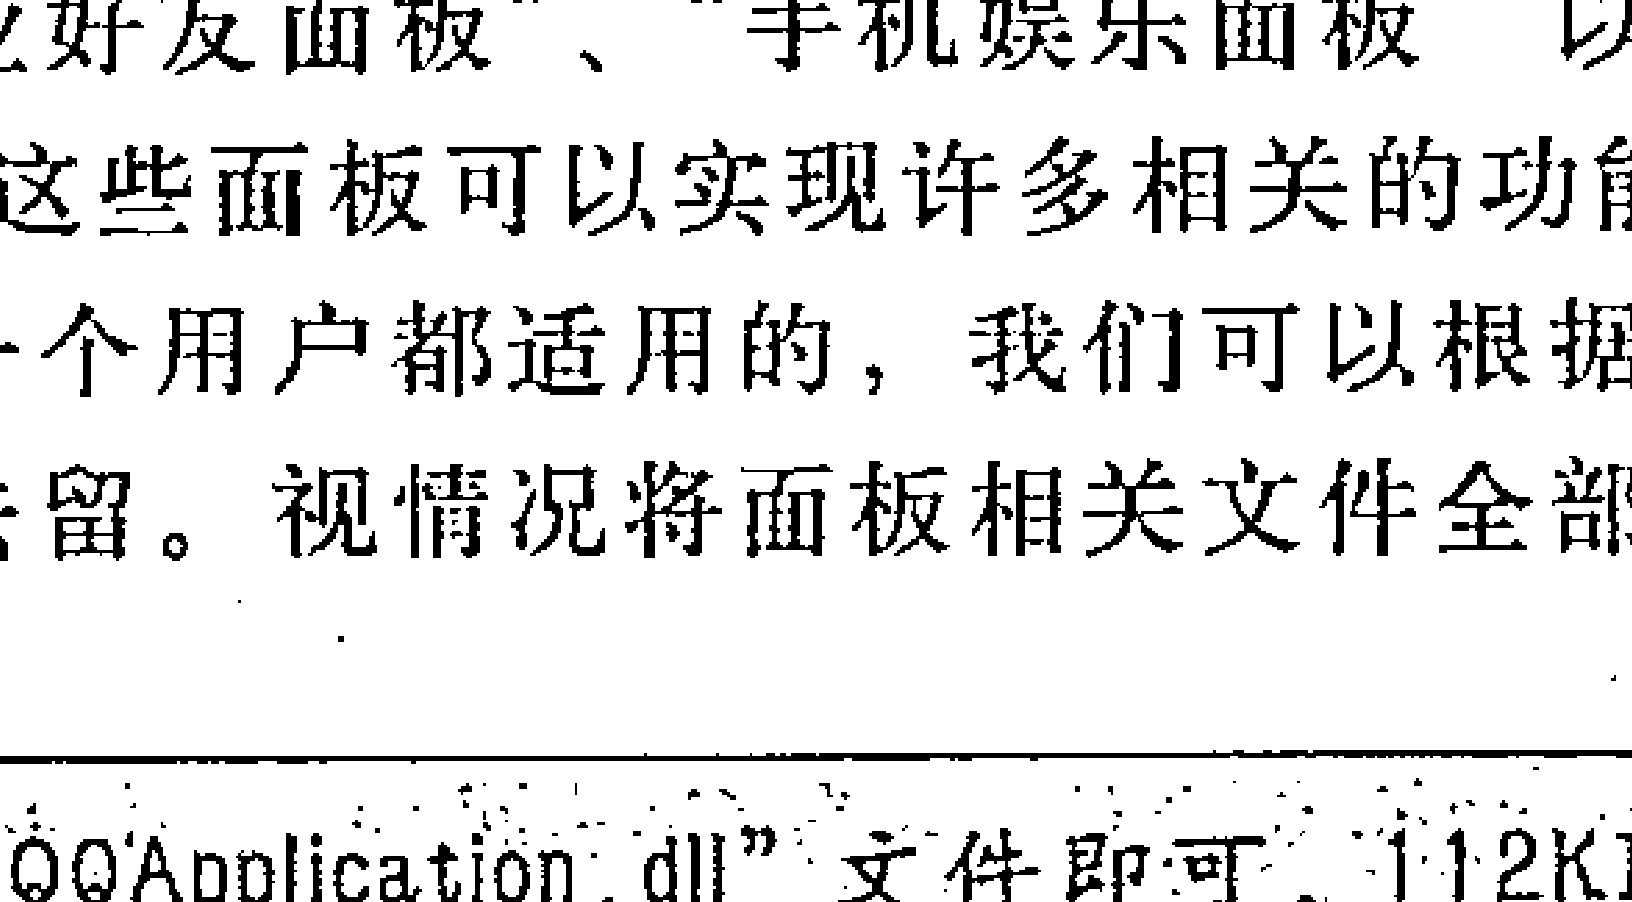 好友面板”、“手机娱乐面板”以
这些面板可以实现许多相关的功能
一个用户都适用的，我们可以根据
去留。视情况将面板相关文件全部
QQApplication.dll”文件即可，112K